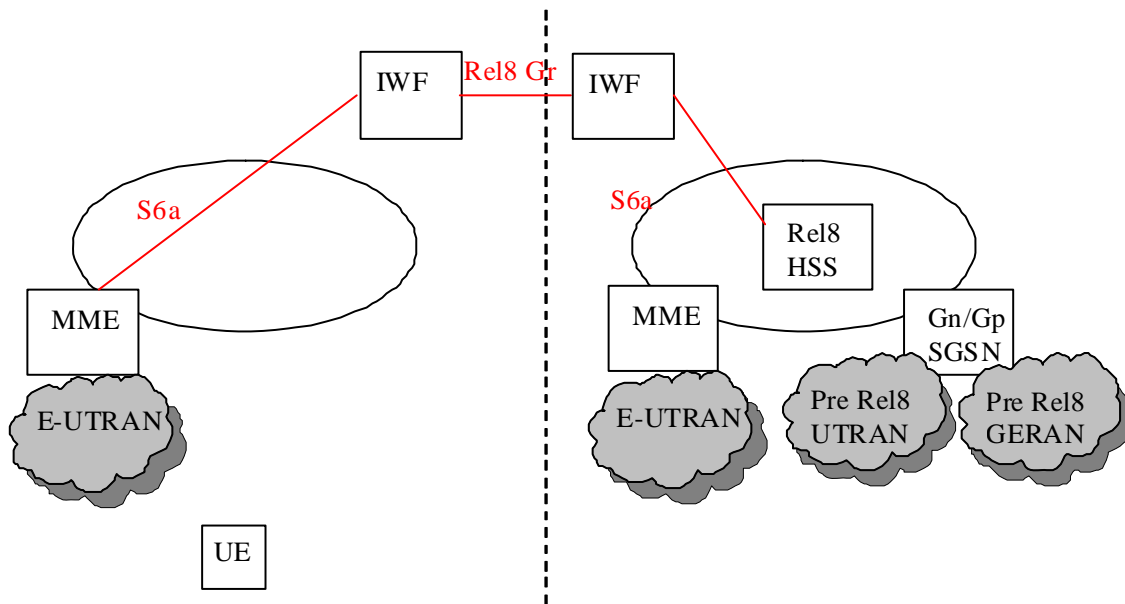 IWF
Rel8 Gr
IWF
S6a
S6a
Rel8
HSS
MME
MME
Gn/Gp
SGSN
E-UTRAN
E-UTRAN
Pre Rel8
UTRAN
Pre Rel8
GERAN
UE